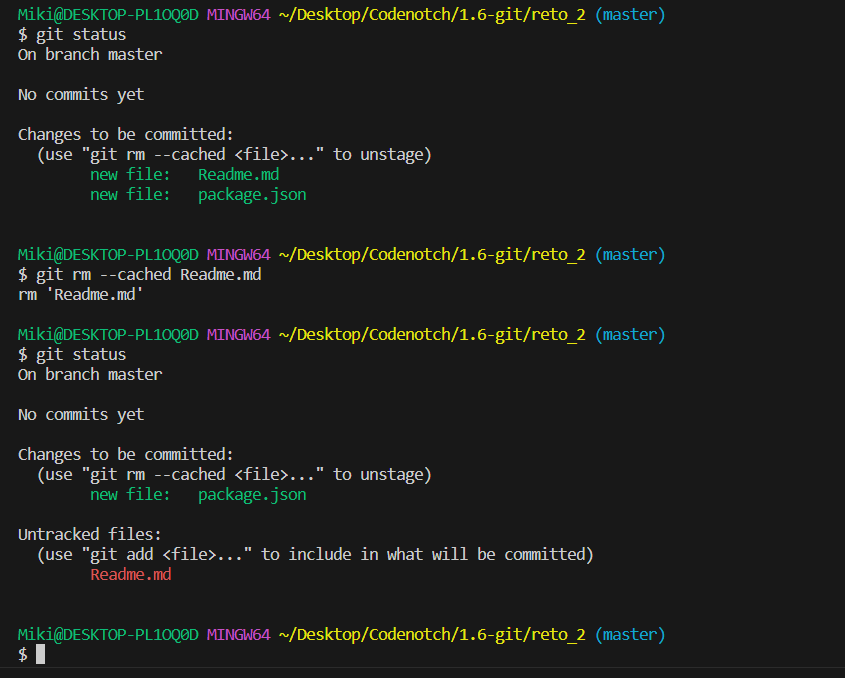 Miki@DESKTOP-PL1OQ0D MINGW64 ~/Desktop/Codenotch/1.6-git/reto_2 (master)
$ git status
On branch master
No commits yet
Changes to be committed:
(use "git rm --cached <file>..." to unstage)
new file: Readme.md
new file: package.json
Miki@DESKTOP-PL1OQ0D MINGW64 ~/Desktop/Codenotch/1.6-git/reto_2 (master)
$ git rm --cached Readme.md
rm 'Readme.md'
Miki@DESKTOP-PL1OQ0D MINGW64 ~/Desktop/Codenotch/1.6-git/reto_2 (master)
$ git status
On branch master
No commits yet
Changes to be committed:
(use "git rm --cached <file>..." to unstage)
new file: package.json
Untracked files:
(use "git add <file>..." to include in what will be committed)
Readme.md
Miki@DESKTOP-PL1OQ0D MINGW64 ~/Desktop/Codenotch/1.6-git/reto_2 (master)
$